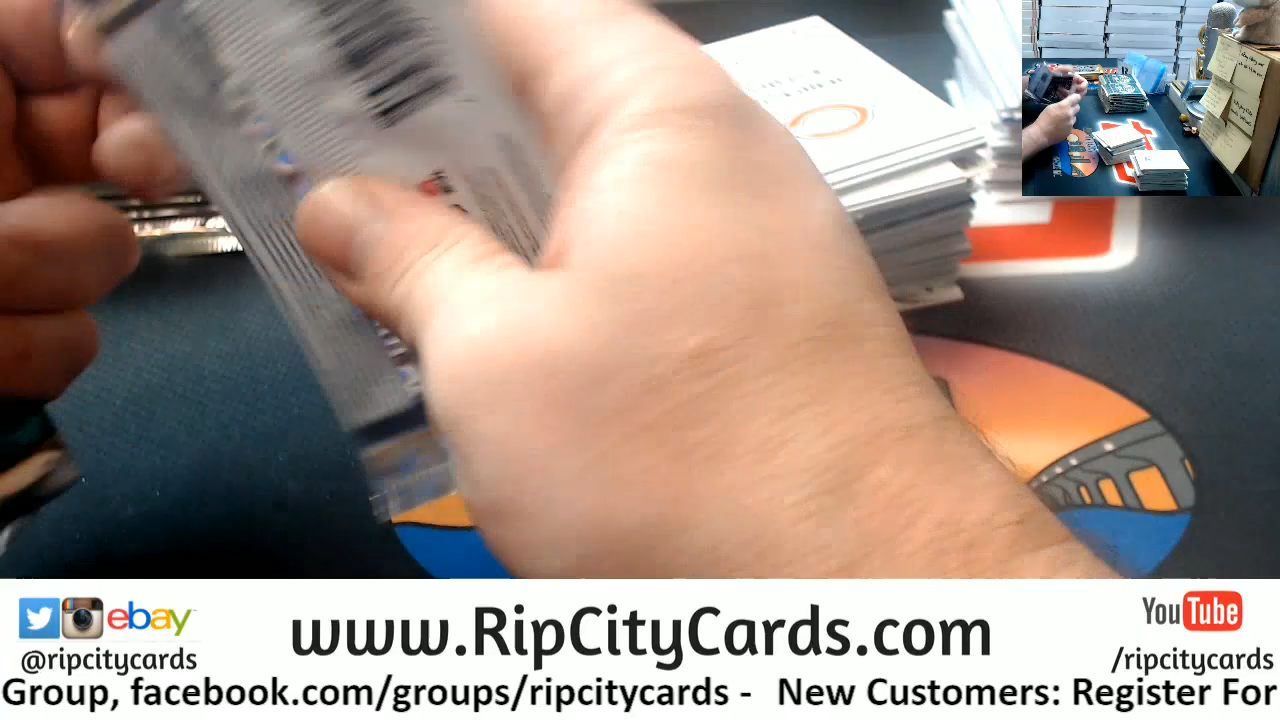 ebay
www.RipCityCards.com
YouTube
@ripcitycards
/ripcitycards
Group, facebook.com/groups/ripcitycards - New Customers: Register For